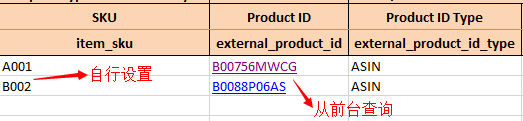 SKU Product ID Product ID Type
item_sku external_product_id external_product_id_type
A001 B00756MWCG ASIN
自行设置
B002 B0088P06AS ASIN
从前台查询